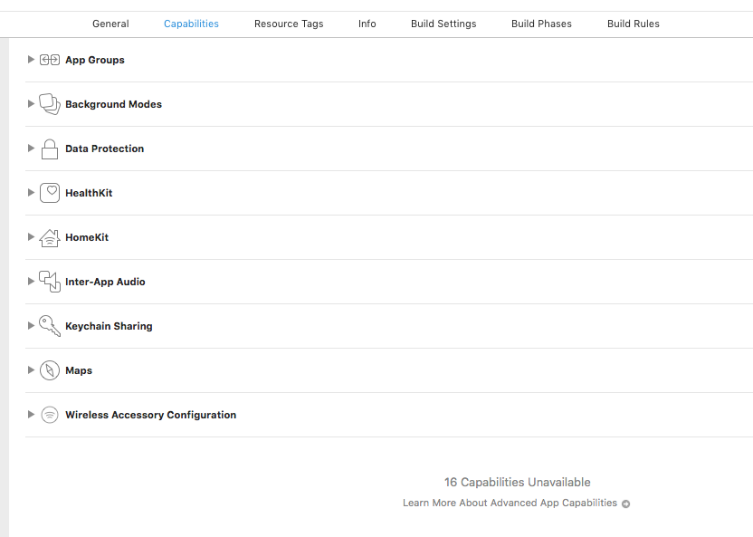 General Capabilities Resource Tags Info Build Settings Build Phases Build Rules
App Groups
Background Modes
Data Protection
HealthKit
HomeKit
Inter-App Audio
Keychain Sharing
Maps
Wireless Accessory Configuration
16 Capabilities Unavailable
Learn More About Advanced App Capabilities